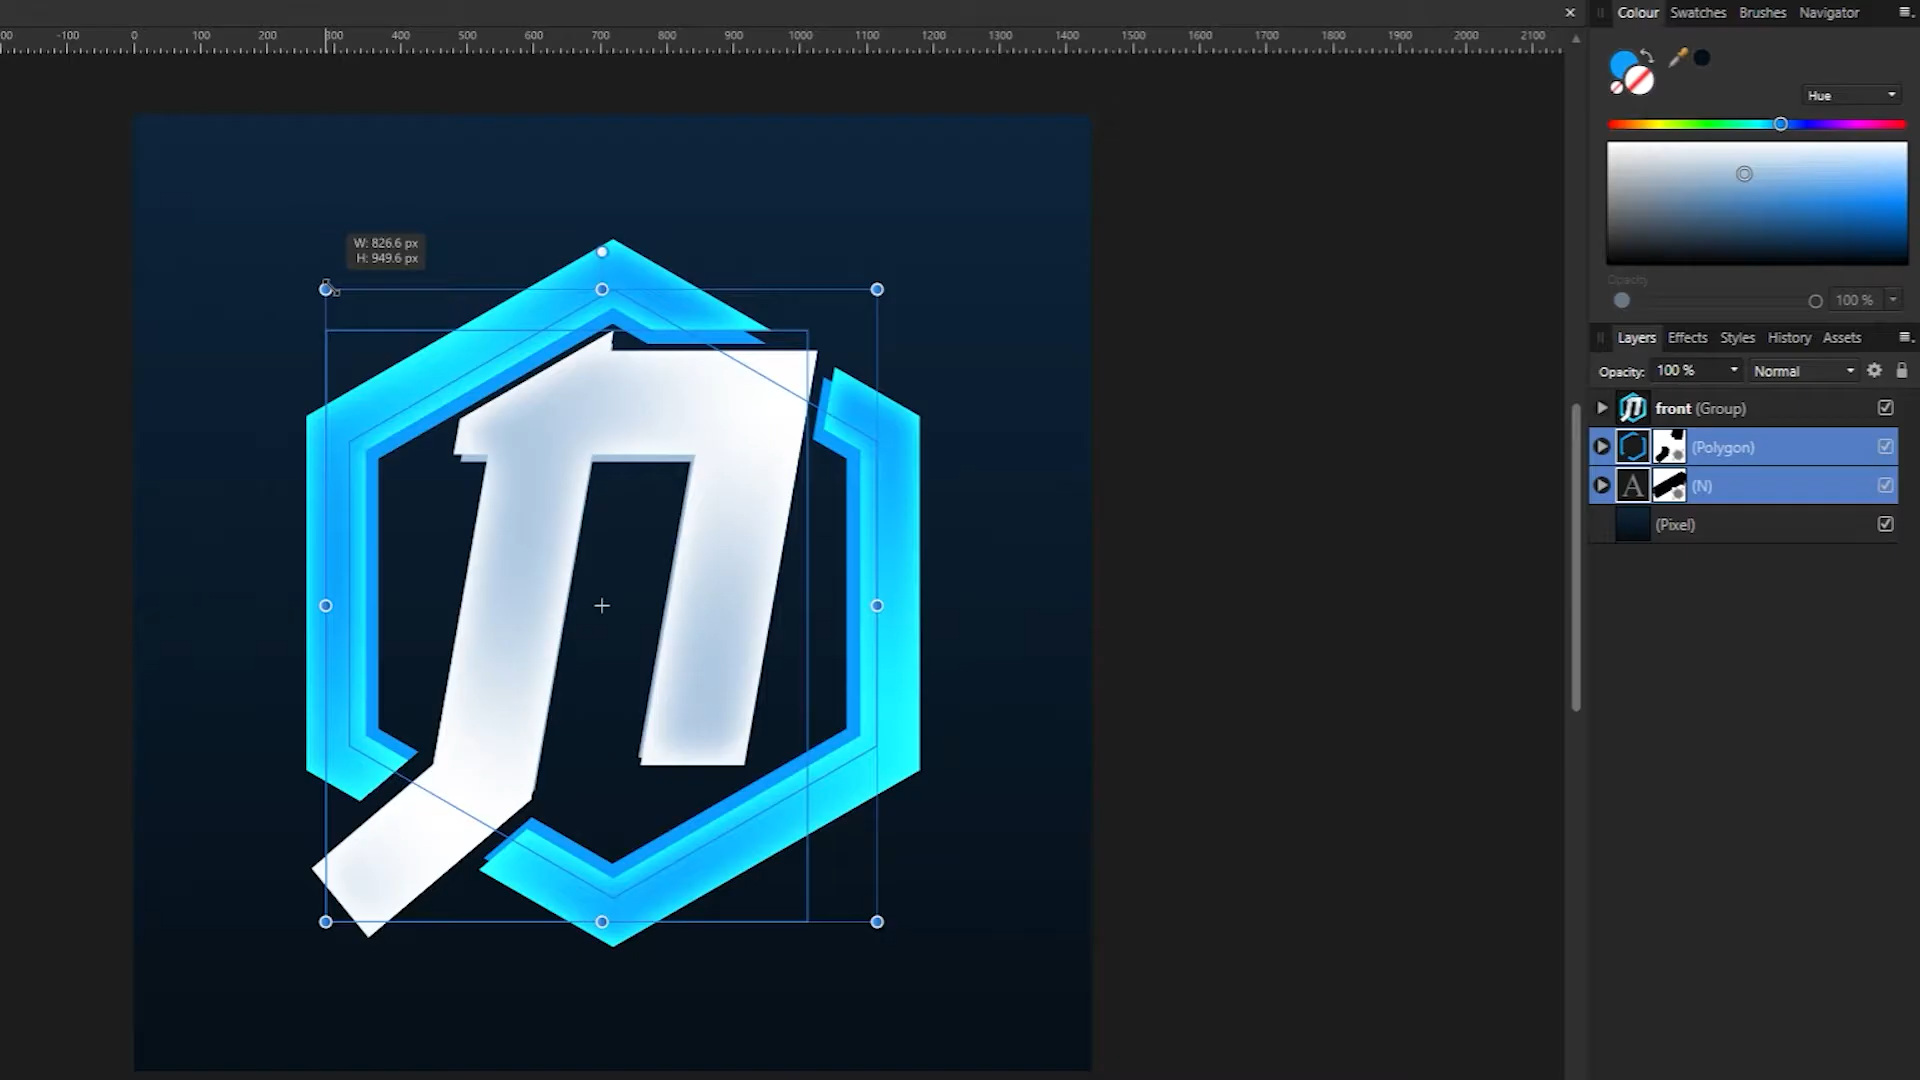 Colour Swatches Brushes Navigator
00 -100 0 100 200 300 400 500 600 700 800 900 1000 1100 1200 1300 1400 1500 1600 1700 1800 1900 2000 2100
Hue
W: 826.6 px
H: 949.6 px
Opacity
100 %
Layers Effects Styles History Assets
Opacity: 100 % Normal
front (Group)
(Polygon)
A (N)
(Pixel)